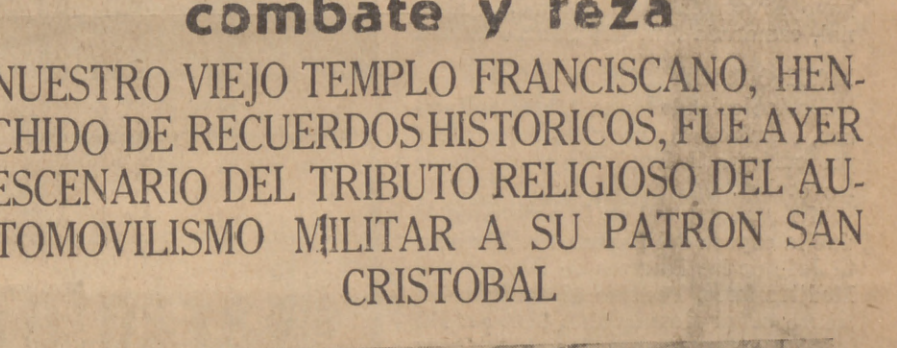 combate y reza
NUESTRO VIEJO TEMPLO FRANCISCANO, HEN-
CHIDO DE RECUERDOS HISTORICOS, FUE AYER
ESCENARIO DEL TRIBUTO RELIGIOSO DEL AU-
TOMOVILISMO MILITAR A SU PATRON SAN
CRISTOBAL